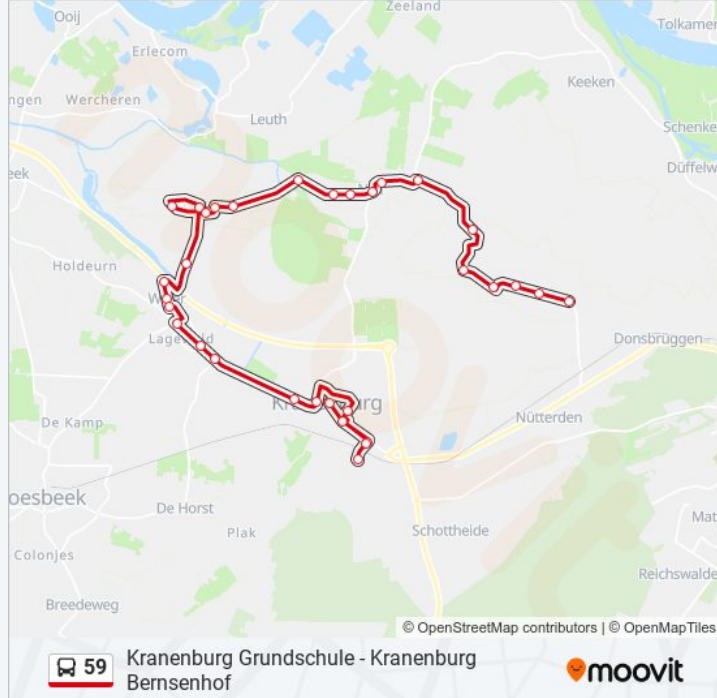 Ooij
Zeeland
Tolkamer
Erlecom
Keeken
ngen
Wercheren
Leuth
Schenke
Düffelw
eek
Holdeurn
Lagewald
Donsbrüggen
De Kamp
Nütterden
oesbeek
De Horst
Plak
Schottheide
Mat
Colonjes
Reichswalde
Breedeweg
© OpenStreetMap contributors | © OpenMapTiles
59
Kranenburg Grundschule - Kranenburg
Bernsenhof
moovit